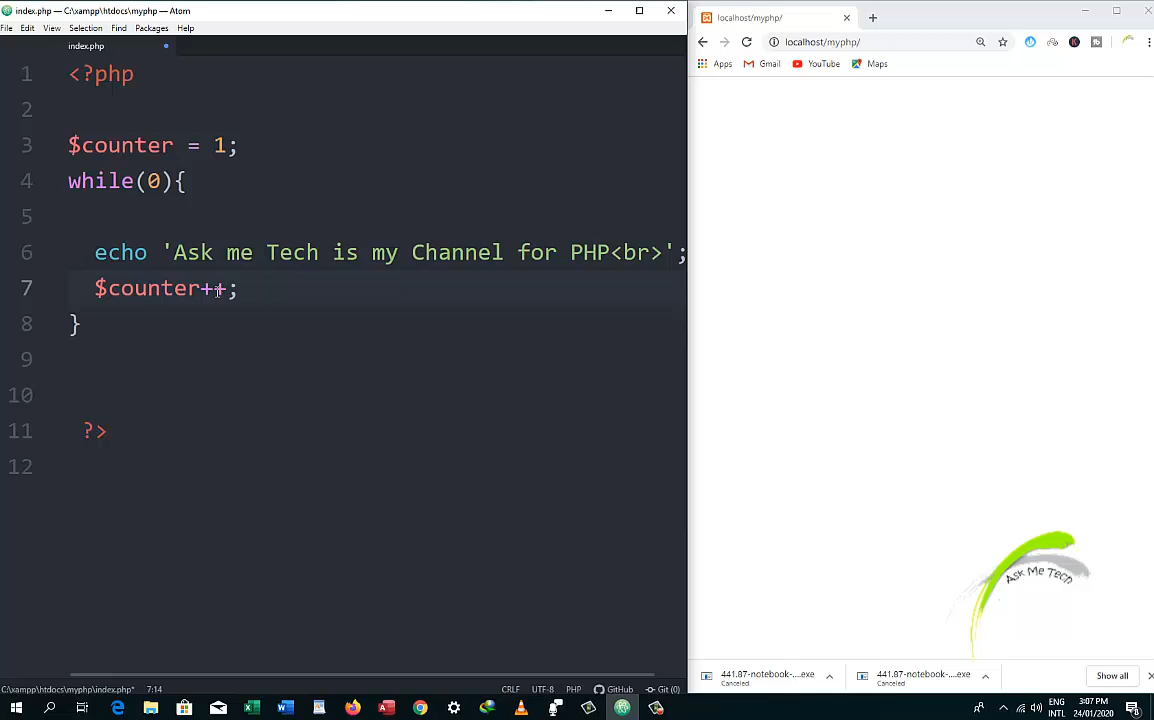 index.php — C:\xampp\htdocs\myphp — Atom
File Edit View Selection Find Packages Help
index.php
1 <?php
2
3 $counter = 1;
4 while(0){
5
6 echo 'Ask me Tech is my Channel for PHP<br>';
7 $counter++;
8 }
9
10
11 ?>
12
C:\xampp\htdocs\myphp\index.php* 7:14 CRLF UTF-8 PHP GitHub Git (0)
localhost/myphp/
localhost/myphp/
Apps Gmail YouTube Maps
Ask Me Tech
441.87-notebook-....exe
Canceled
441.87-notebook-....exe
Canceled
Show all
ENG
INTL
3:07 PM
24/01/2020
8